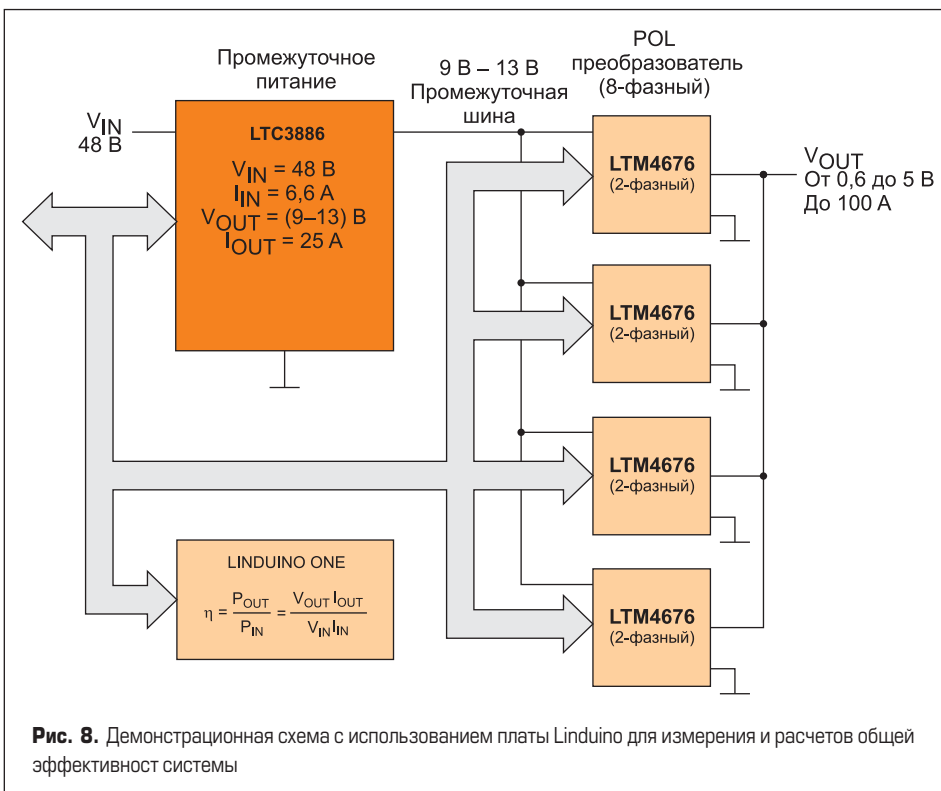 Промежуточное
питание
9 В – 13 В
Промежуточная
шина
POL
преобразователь
(8-фазный)
VIN
48 В
LTC3886
VIN = 48 В
IIN = 6,6 А
VOUT = (9–13) В
IOUT = 25 А
LTM4676
(2-фазный)
VOUT
От 0,6 до 5 В
До 100 А
LTM4676
(2-фазный)
LTM4676
(2-фазный)
LTM4676
(2-фазный)
LINDUINO ONE
η = POUT / PIN = VOUT IOUT / VIN IIN
Рис. 8. Демонстрационная схема с использованием платы Linduino для измерения и расчетов общей
эффективност системы